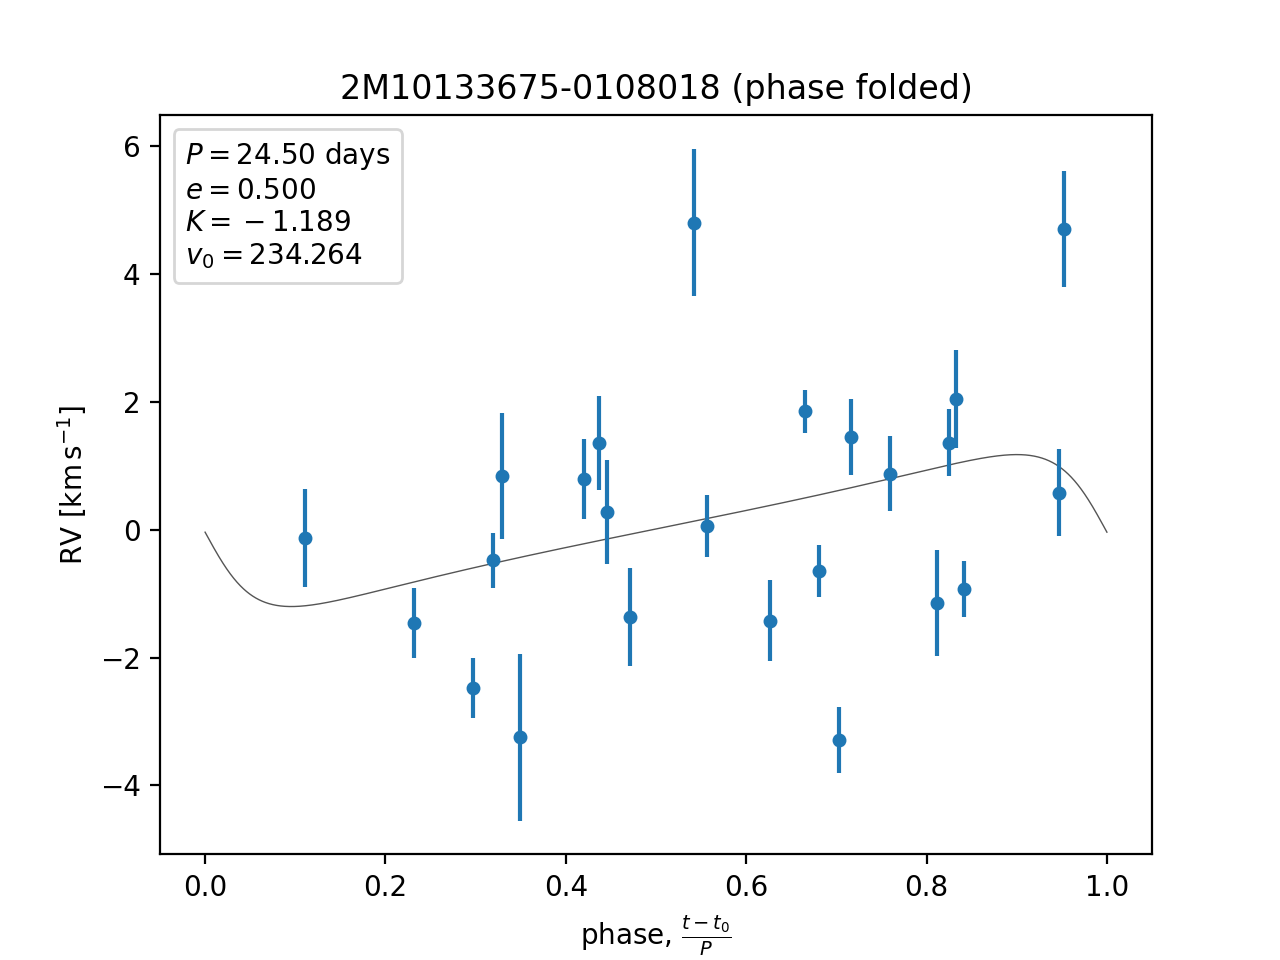 2M10133675-0108018 (phase folded)
P = 24.50 days
e = 0.500
K = −1.189
v₀ = 234.264
6
4
2
0
−2
−4
RV [km s⁻¹]
0.0 0.2 0.4 0.6 0.8 1.0
phase, (t − t₀)/P